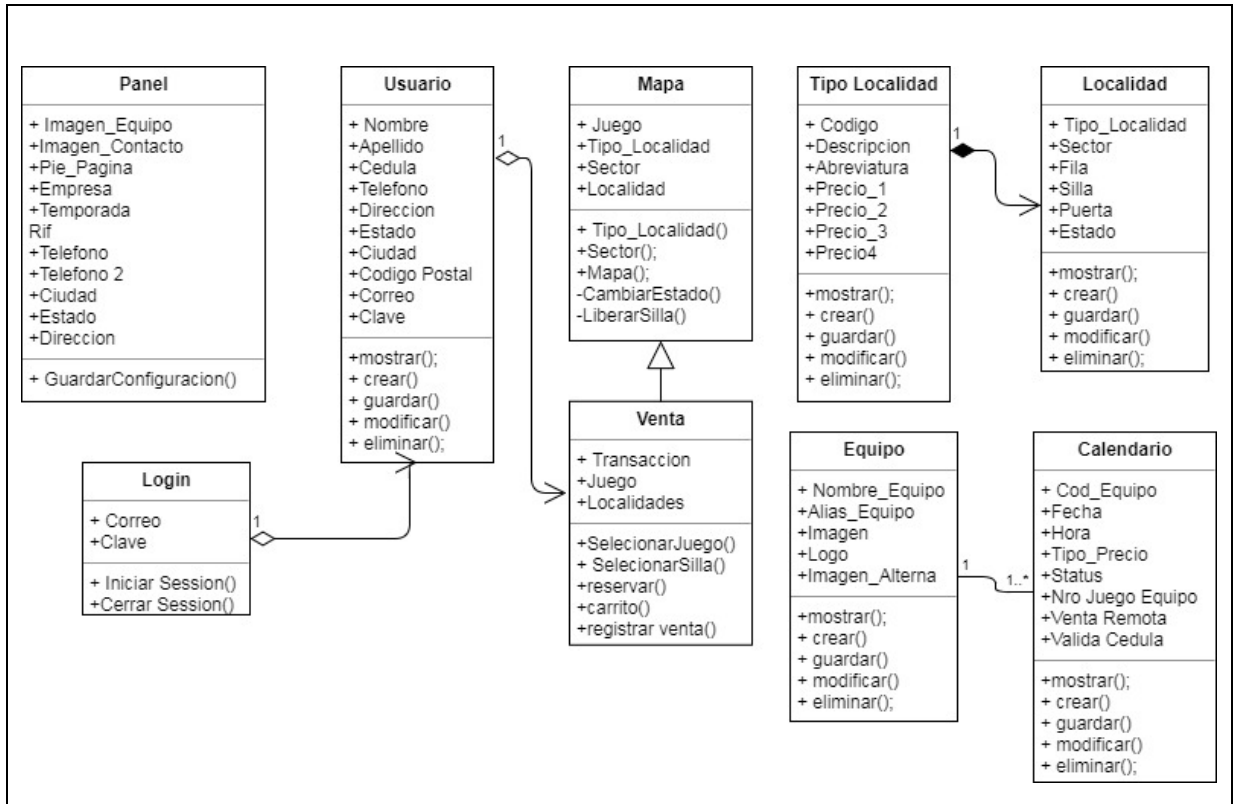 Panel
+ Imagen_Equipo
+Imagen_Contacto
+Pie_Pagina
+Empresa
+Temporada
Rif
+Telefono
+Telefono 2
+Ciudad
+Estado
+Direccion
+ GuardarConfiguracion()
Usuario
+ Nombre
+Apellido
+Cedula
+Telefono
+Direccion
+Estado
+Ciudad
+Codigo Postal
+Correo
+Clave
+mostrar();
+ crear()
+ guardar()
+ modificar()
+ eliminar();
1
Mapa
+ Juego
+Tipo_Localidad
+Sector
+Localidad
+ Tipo_Localidad()
+Sector();
+Mapa();
-CambiarEstado()
-LiberarSilla()
Tipo Localidad
+ Codigo
+Descripcion
+Abreviatura
+Precio_1
+Precio_2
+Precio_3
+Precio4
+mostrar();
+ crear()
+ guardar()
+ modificar()
+ eliminar();
1
Localidad
+ Tipo_Localidad
+Sector
+Fila
+Silla
+Puerta
+Estado
+mostrar();
+ crear()
+ guardar()
+ modificar()
+ eliminar();
Login
+ Correo
+Clave
+ Iniciar Session()
+Cerrar Session()
1
Venta
+ Transaccion
+Juego
+Localidades
+SelecionarJuego()
+ SelecionarSilla()
+reservar()
+carrito()
+registrar venta()
Equipo
+ Nombre_Equipo
+Alias_Equipo
+Imagen
+Logo
+Imagen_Alterna
+mostrar();
+ crear()
+ guardar()
+ modificar()
+ eliminar();
1
1..*
Calendario
+ Cod_Equipo
+Fecha
+Hora
+Tipo_Precio
+Status
+Nro Juego Equipo
+Venta Remota
+Valida Cedula
+mostrar();
+ crear()
+ guardar()
+ modificar()
+ eliminar();